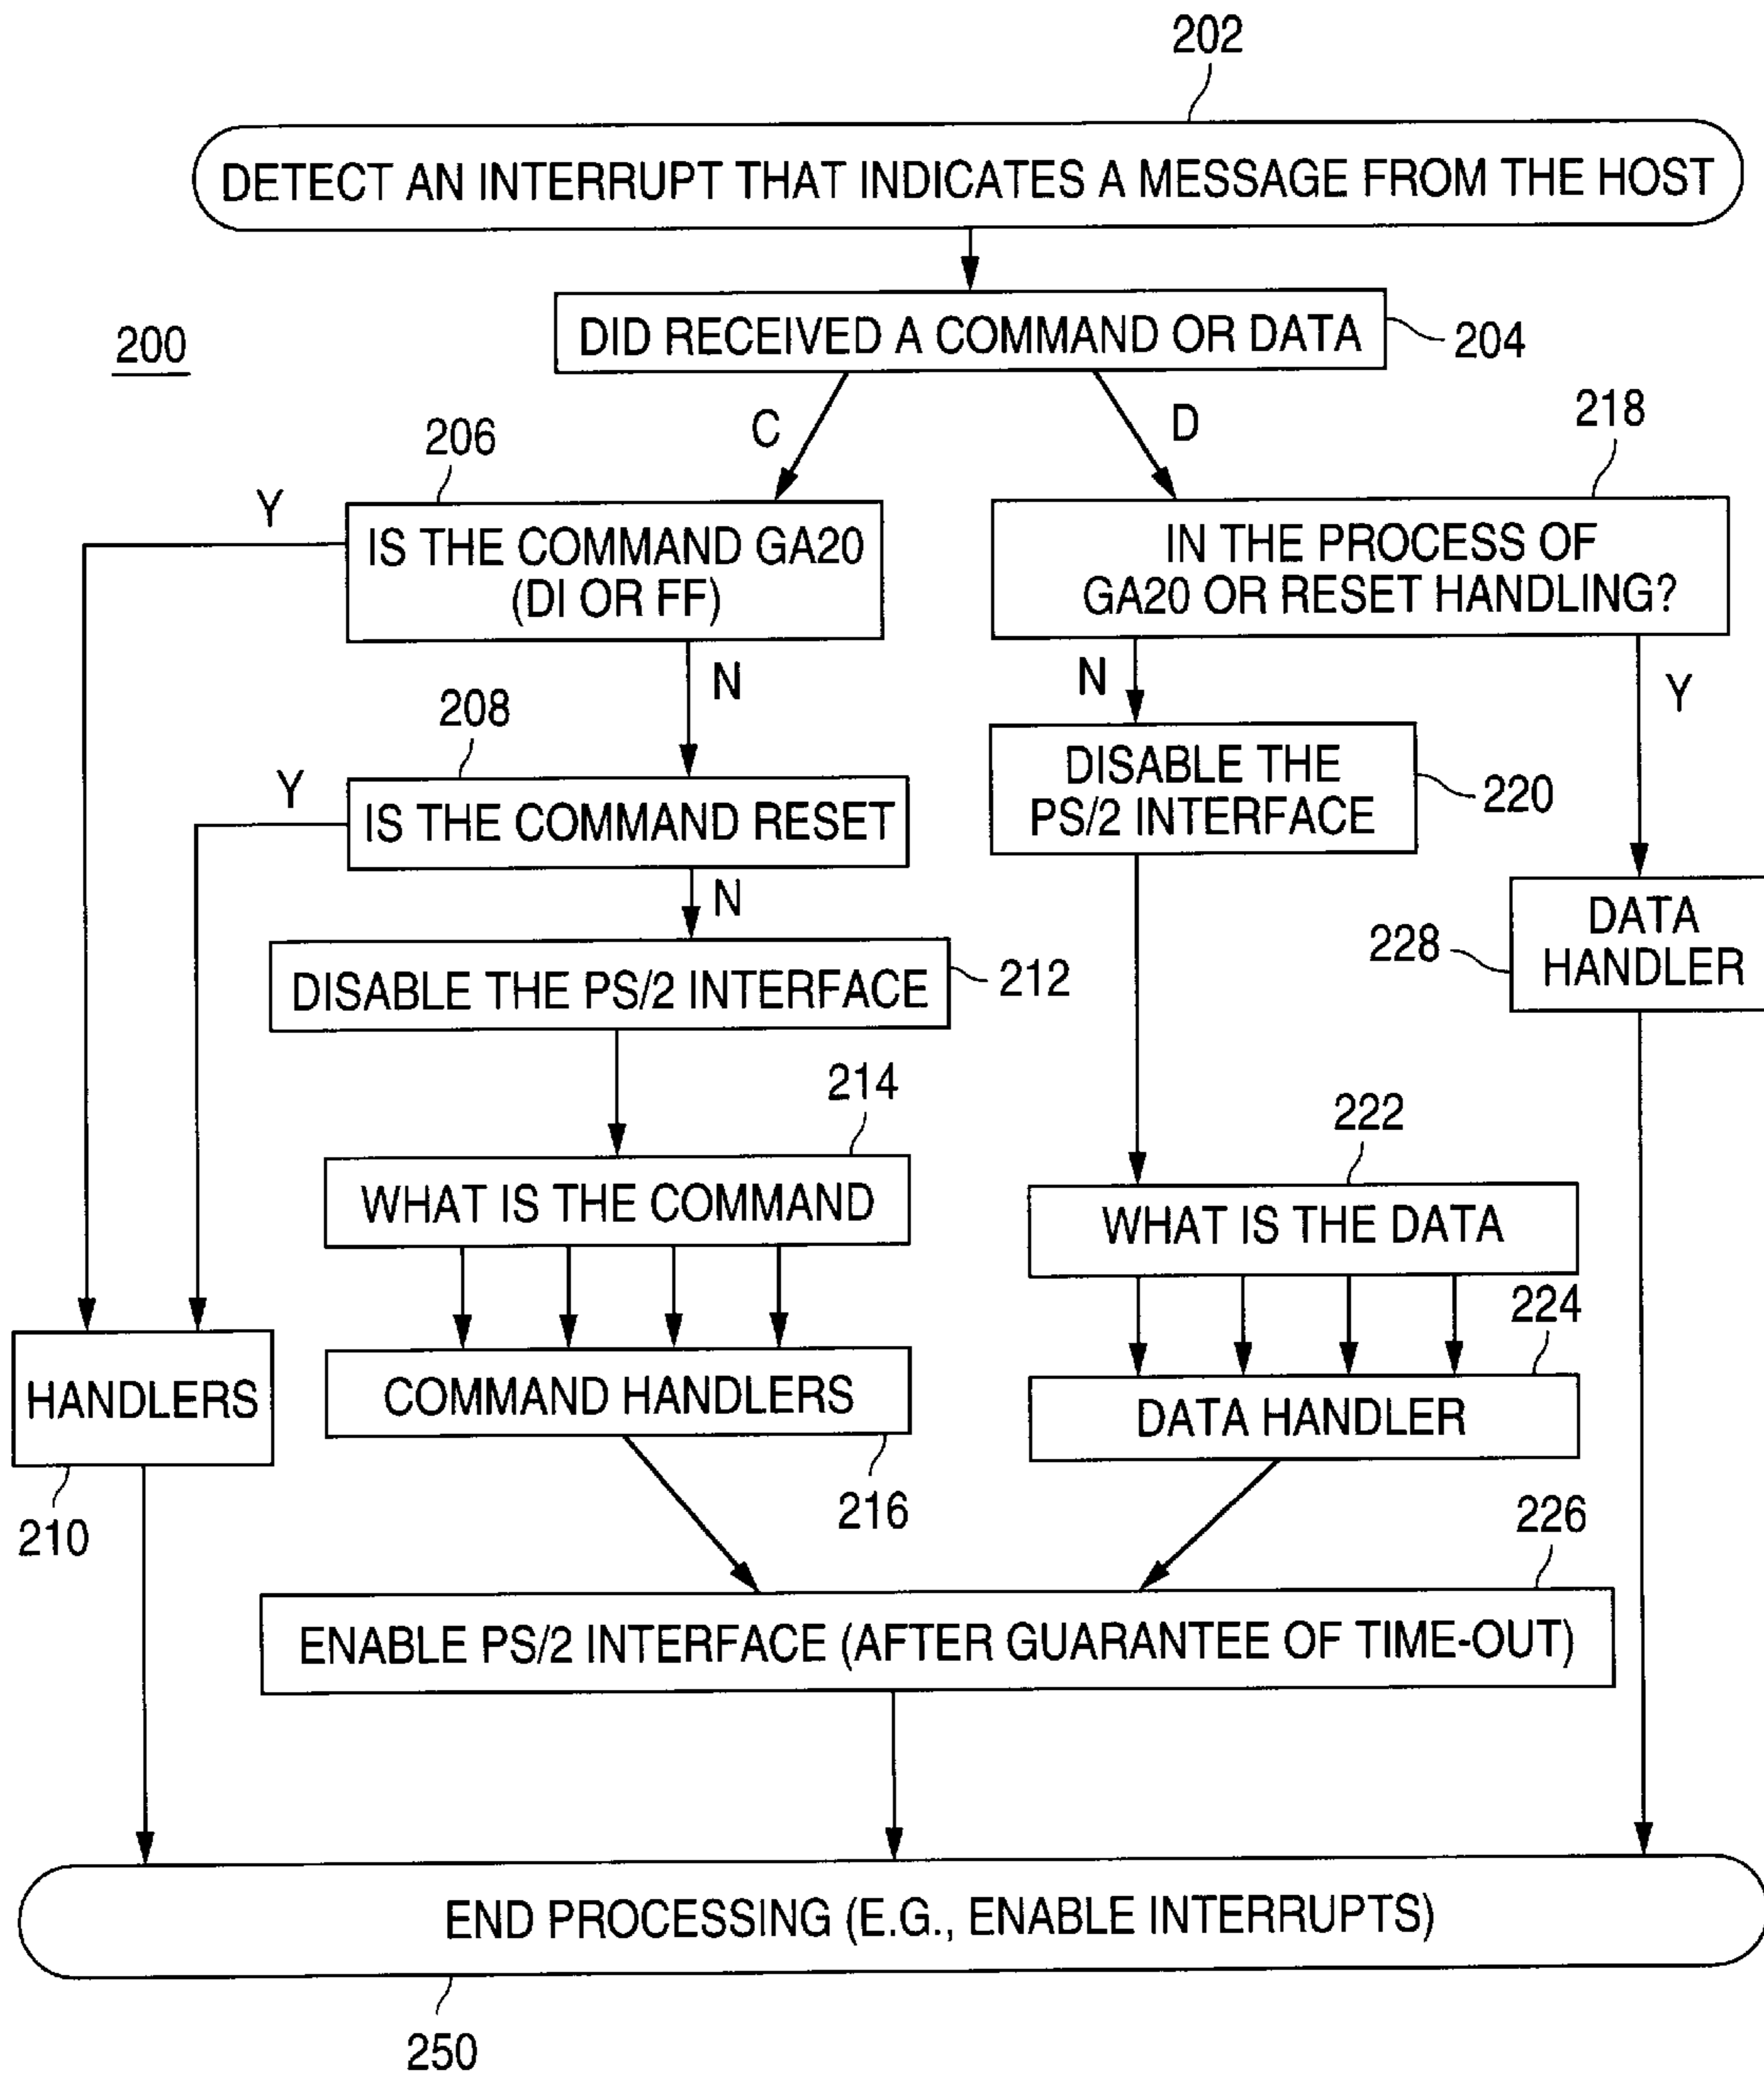 202
DETECT AN INTERRUPT THAT INDICATES A MESSAGE FROM THE HOST
200
DID RECEIVED A COMMAND OR DATA
204
C
D
206
218
Y
IS THE COMMAND GA20
(DI OR FF)
IN THE PROCESS OF
GA20 OR RESET HANDLING?
N
N
Y
208
Y
IS THE COMMAND RESET
DISABLE THE
PS/2 INTERFACE
220
N
DATA
HANDLER
228
DISABLE THE PS/2 INTERFACE
212
214
222
WHAT IS THE COMMAND
WHAT IS THE DATA
224
HANDLERS
COMMAND HANDLERS
DATA HANDLER
210
216
226
ENABLE PS/2 INTERFACE (AFTER GUARANTEE OF TIME-OUT)
END PROCESSING (E.G., ENABLE INTERRUPTS)
250